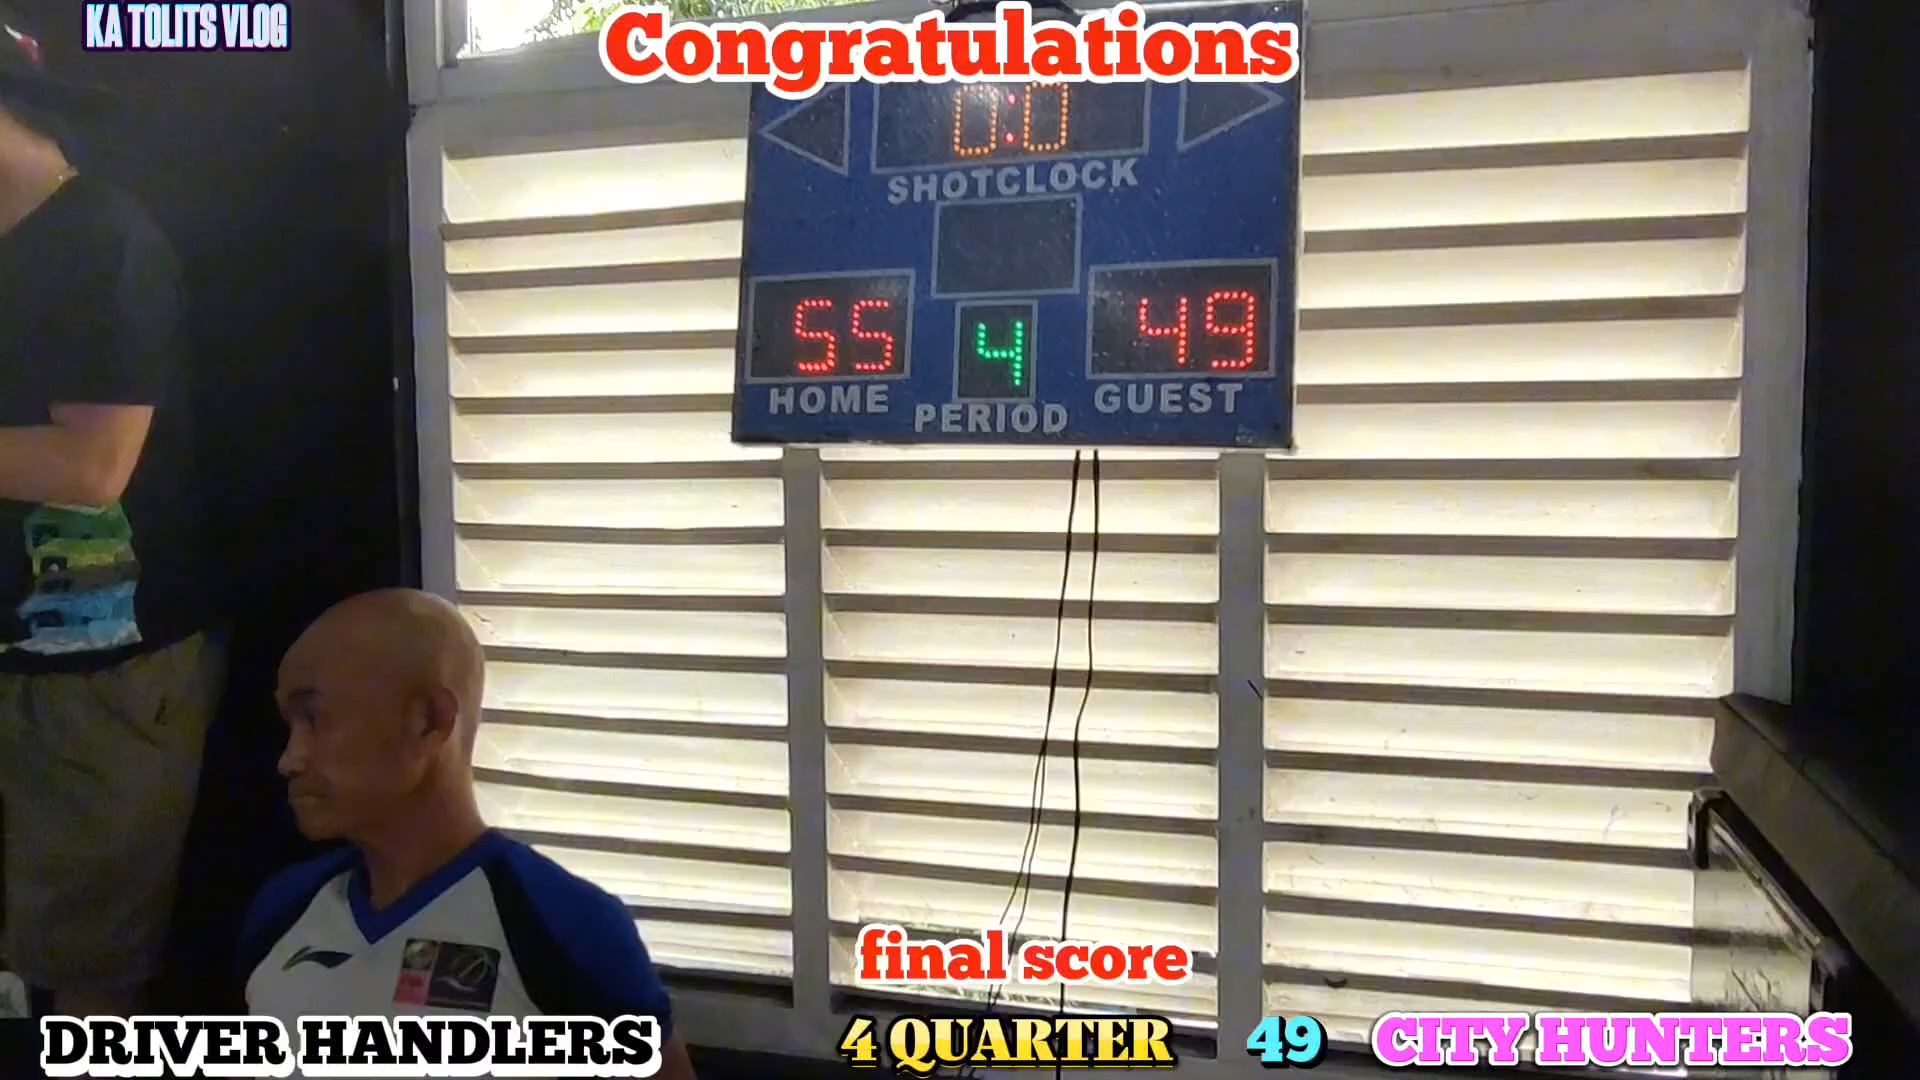 KA TOLITS VLOG
Congratulations
0:0
SHOTCLOCK
55
4
49
HOME
PERIOD
GUEST
final score
DRIVER HANDLERS
4 QUARTER
49
CITY HUNTERS